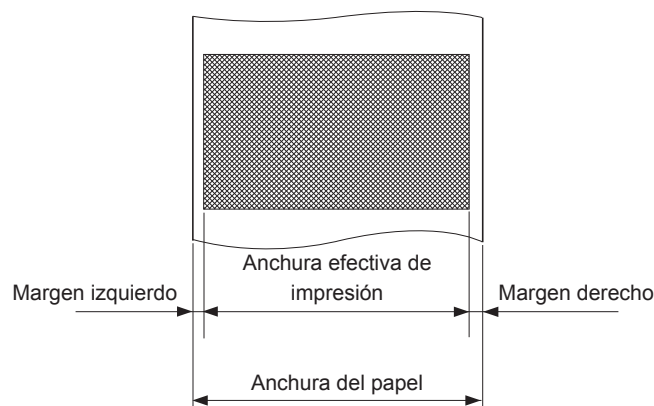 Anchura efectiva de
impresión
Margen izquierdo
Margen derecho
Anchura del papel